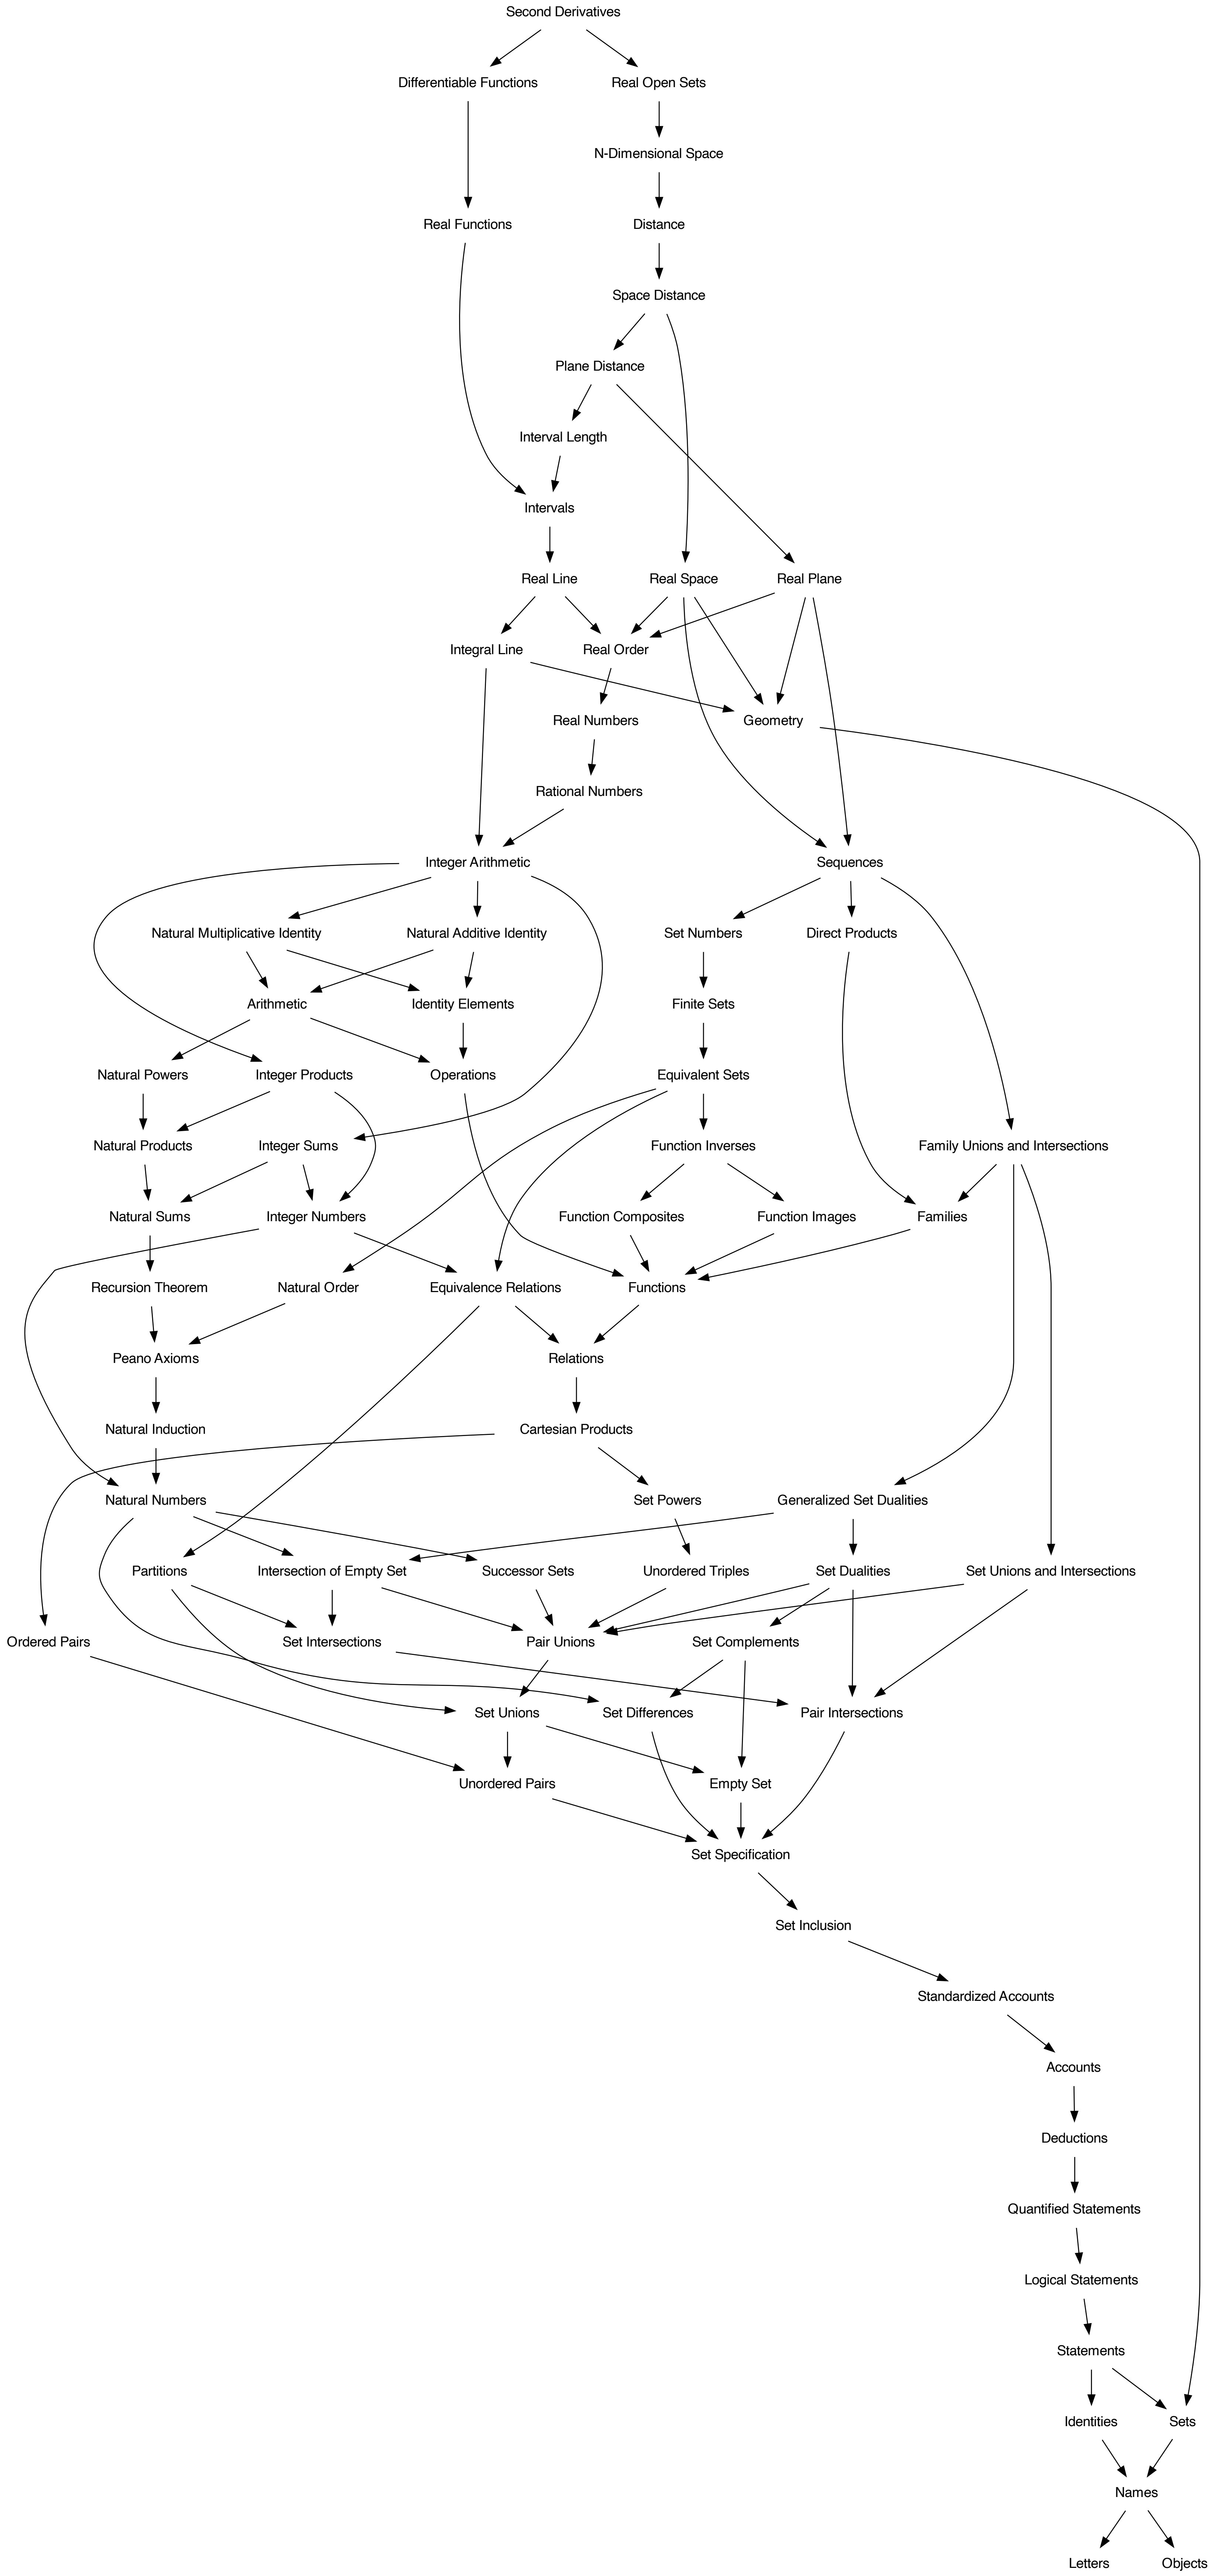 Second Derivatives
Differentiable Functions
Real Open Sets
N-Dimensional Space
Real Functions
Distance
Space Distance
Plane Distance
Interval Length
Intervals
Real Line
Real Space
Real Plane
Integral Line
Real Order
Real Numbers
Geometry
Rational Numbers
Integer Arithmetic
Sequences
Natural Multiplicative Identity
Natural Additive Identity
Set Numbers
Direct Products
Arithmetic
Identity Elements
Finite Sets
Natural Powers
Integer Products
Operations
Equivalent Sets
Natural Products
Integer Sums
Function Inverses
Family Unions and Intersections
Natural Sums
Integer Numbers
Function Composites
Function Images
Families
Recursion Theorem
Natural Order
Equivalence Relations
Functions
Peano Axioms
Relations
Natural Induction
Cartesian Products
Natural Numbers
Set Powers
Generalized Set Dualities
Partitions
Intersection of Empty Set
Successor Sets
Unordered Triples
Set Dualities
Set Unions and Intersections
Ordered Pairs
Set Intersections
Pair Unions
Set Complements
Set Unions
Set Differences
Pair Intersections
Unordered Pairs
Empty Set
Set Specification
Set Inclusion
Standardized Accounts
Accounts
Deductions
Quantified Statements
Logical Statements
Statements
Identities
Sets
Names
Letters
Objects